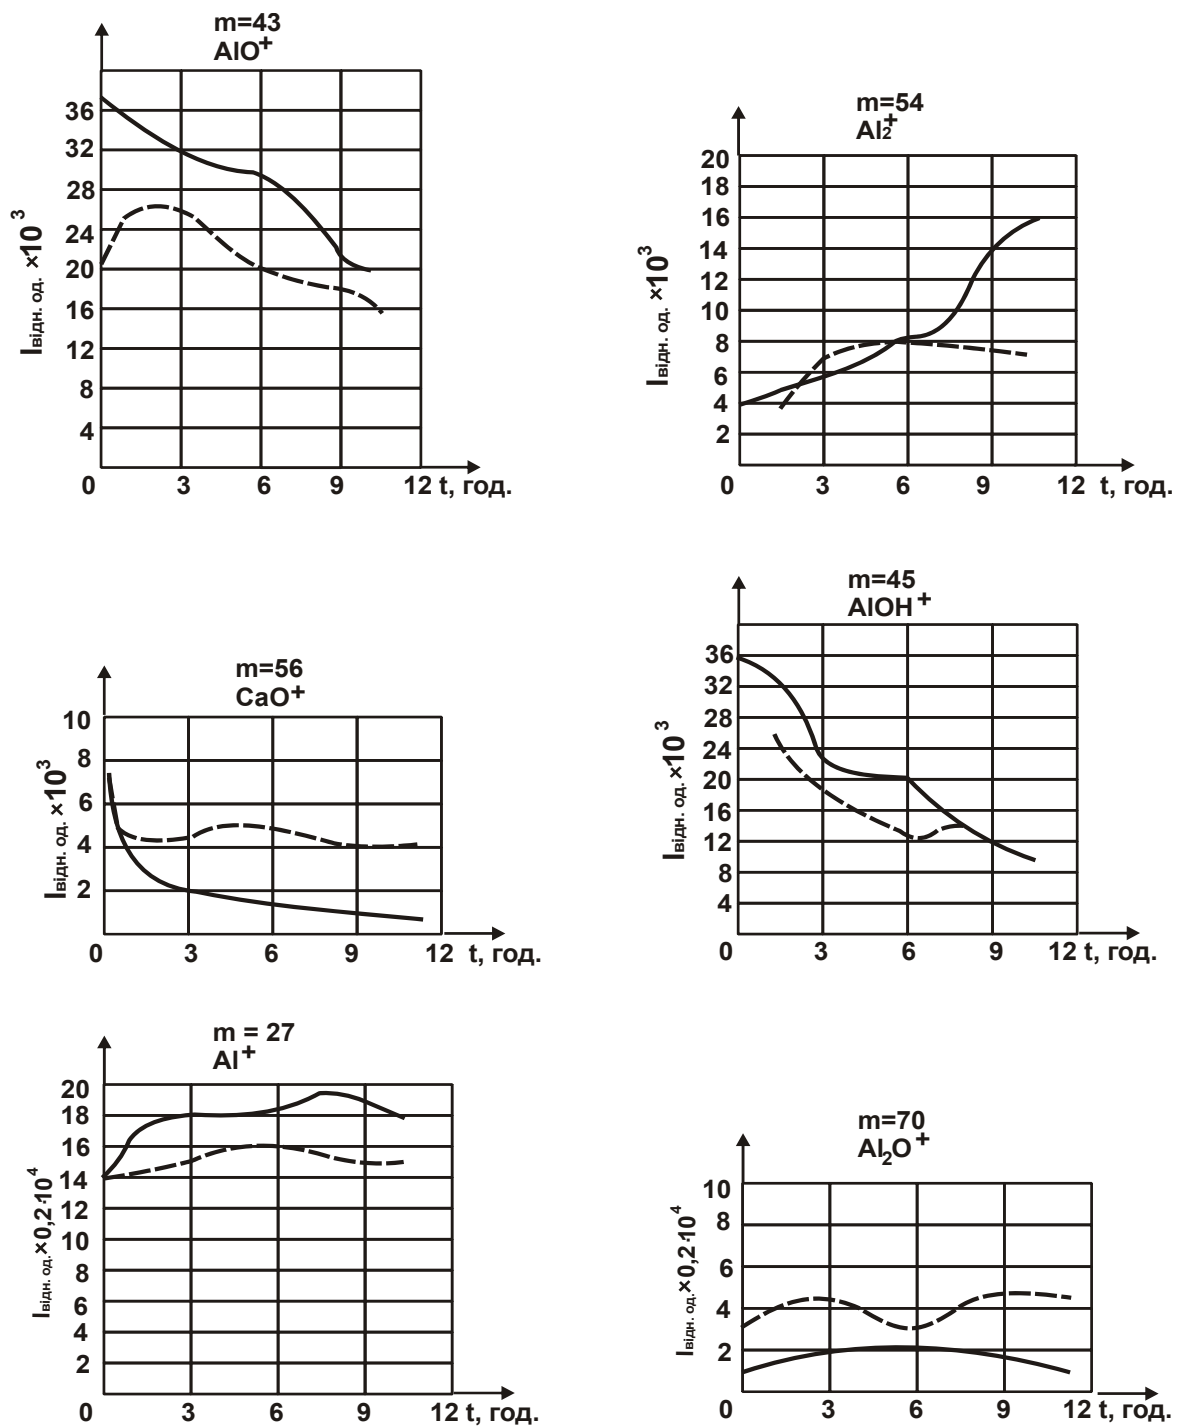 m=43
AlO+
36
32
28
24
20
16
12
8
4
Iвідн. од. ×10³
0 3 6 9 12 t, год.
m=54
Al₂+
20
18
16
14
12
10
8
6
4
2
Iвідн. од. ×10³
0 3 6 9 12 t, год.
m=56
CaO+
10
8
6
4
2
Iвідн. од. ×10³
0 3 6 9 12 t, год.
m=45
AlOH+
36
32
28
24
20
16
12
8
4
Iвідн. од. ×10³
0 3 6 9 12 t, год.
m = 27
Al+
20
18
16
14
12
10
8
6
4
2
Iвідн. од. ×0,2·10⁴
0 3 6 9 12 t, год.
m=70
Al₂O+
10
8
6
4
2
Iвідн. од. ×0,2·10⁴
0 3 6 9 12 t, год.